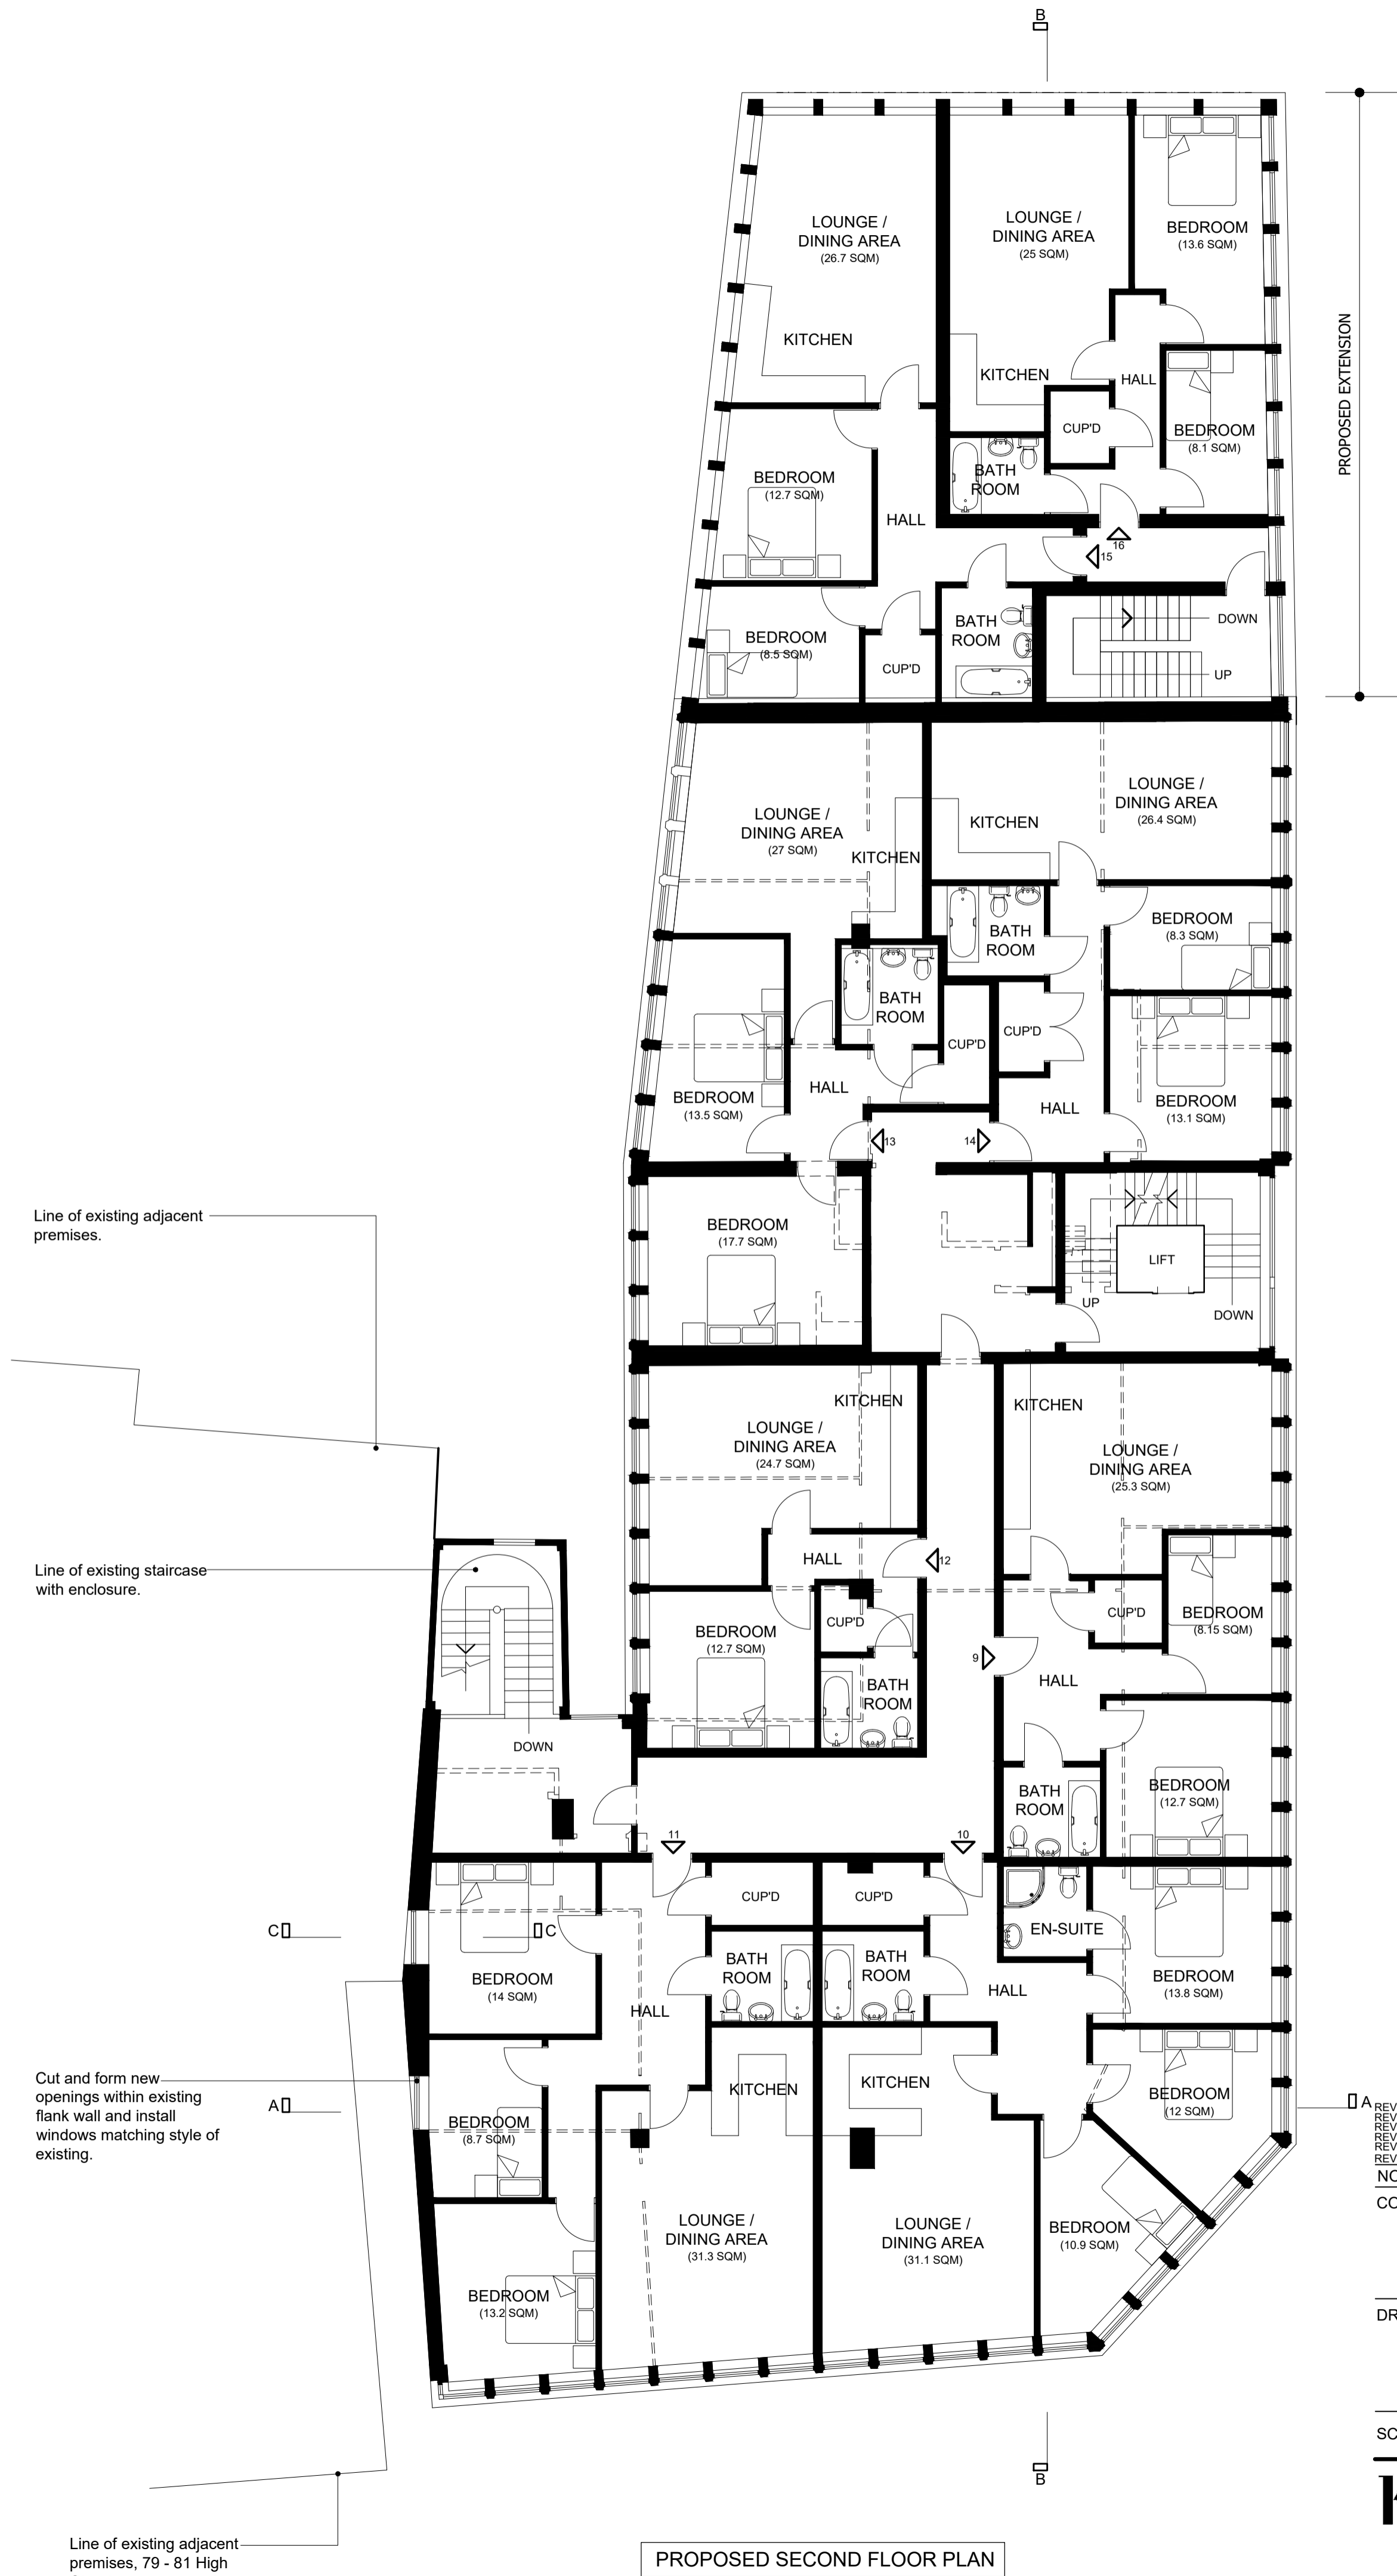 B
LOUNGE /
DINING AREA
(26.7 SQM)
KITCHEN
LOUNGE /
DINING AREA
(25 SQM)
KITCHEN
BEDROOM
(13.6 SQM)
HALL
CUP'D
BEDROOM
(8.1 SQM)
BATH
ROOM
PROPOSED EXTENSION
BEDROOM
(12.7 SQM)
HALL
16
15
BEDROOM
(8.5 SQM)
CUP'D
BATH
ROOM
DOWN
UP
LOUNGE /
DINING AREA
(27 SQM)
KITCHEN
KITCHEN
LOUNGE /
DINING AREA
(26.4 SQM)
BATH
ROOM
BEDROOM
(8.3 SQM)
BATH
ROOM
CUP'D
CUP'D
BEDROOM
(13.5 SQM)
HALL
HALL
BEDROOM
(13.1 SQM)
13
14
Line of existing adjacent
premises.
BEDROOM
(17.7 SQM)
LIFT
UP
DOWN
KITCHEN
LOUNGE /
DINING AREA
(24.7 SQM)
KITCHEN
LOUNGE /
DINING AREA
(25.3 SQM)
Line of existing staircase
with enclosure.
HALL
12
CUP'D
BEDROOM
(12.7 SQM)
CUP'D
BEDROOM
(8.15 SQM)
9
BATH
ROOM
HALL
DOWN
BATH
ROOM
BEDROOM
(12.7 SQM)
11
10
CUP'D
CUP'D
C
C
EN-SUITE
BEDROOM
(14 SQM)
BATH
ROOM
BATH
ROOM
BEDROOM
(13.8 SQM)
HALL
HALL
Cut and form new
openings within existing
flank wall and install
windows matching style of
existing.
A
KITCHEN
KITCHEN
BEDROOM
(12 SQM)
A
REV
REV
REV
REV
REV
REV
BEDROOM
(8.7 SQM)
NO
CO
LOUNGE /
DINING AREA
(31.3 SQM)
LOUNGE /
DINING AREA
(31.1 SQM)
BEDROOM
(10.9 SQM)
BEDROOM
(13.2 SQM)
DR
SC
B
Line of existing adjacent
premises, 79 - 81 High
PROPOSED SECOND FLOOR PLAN